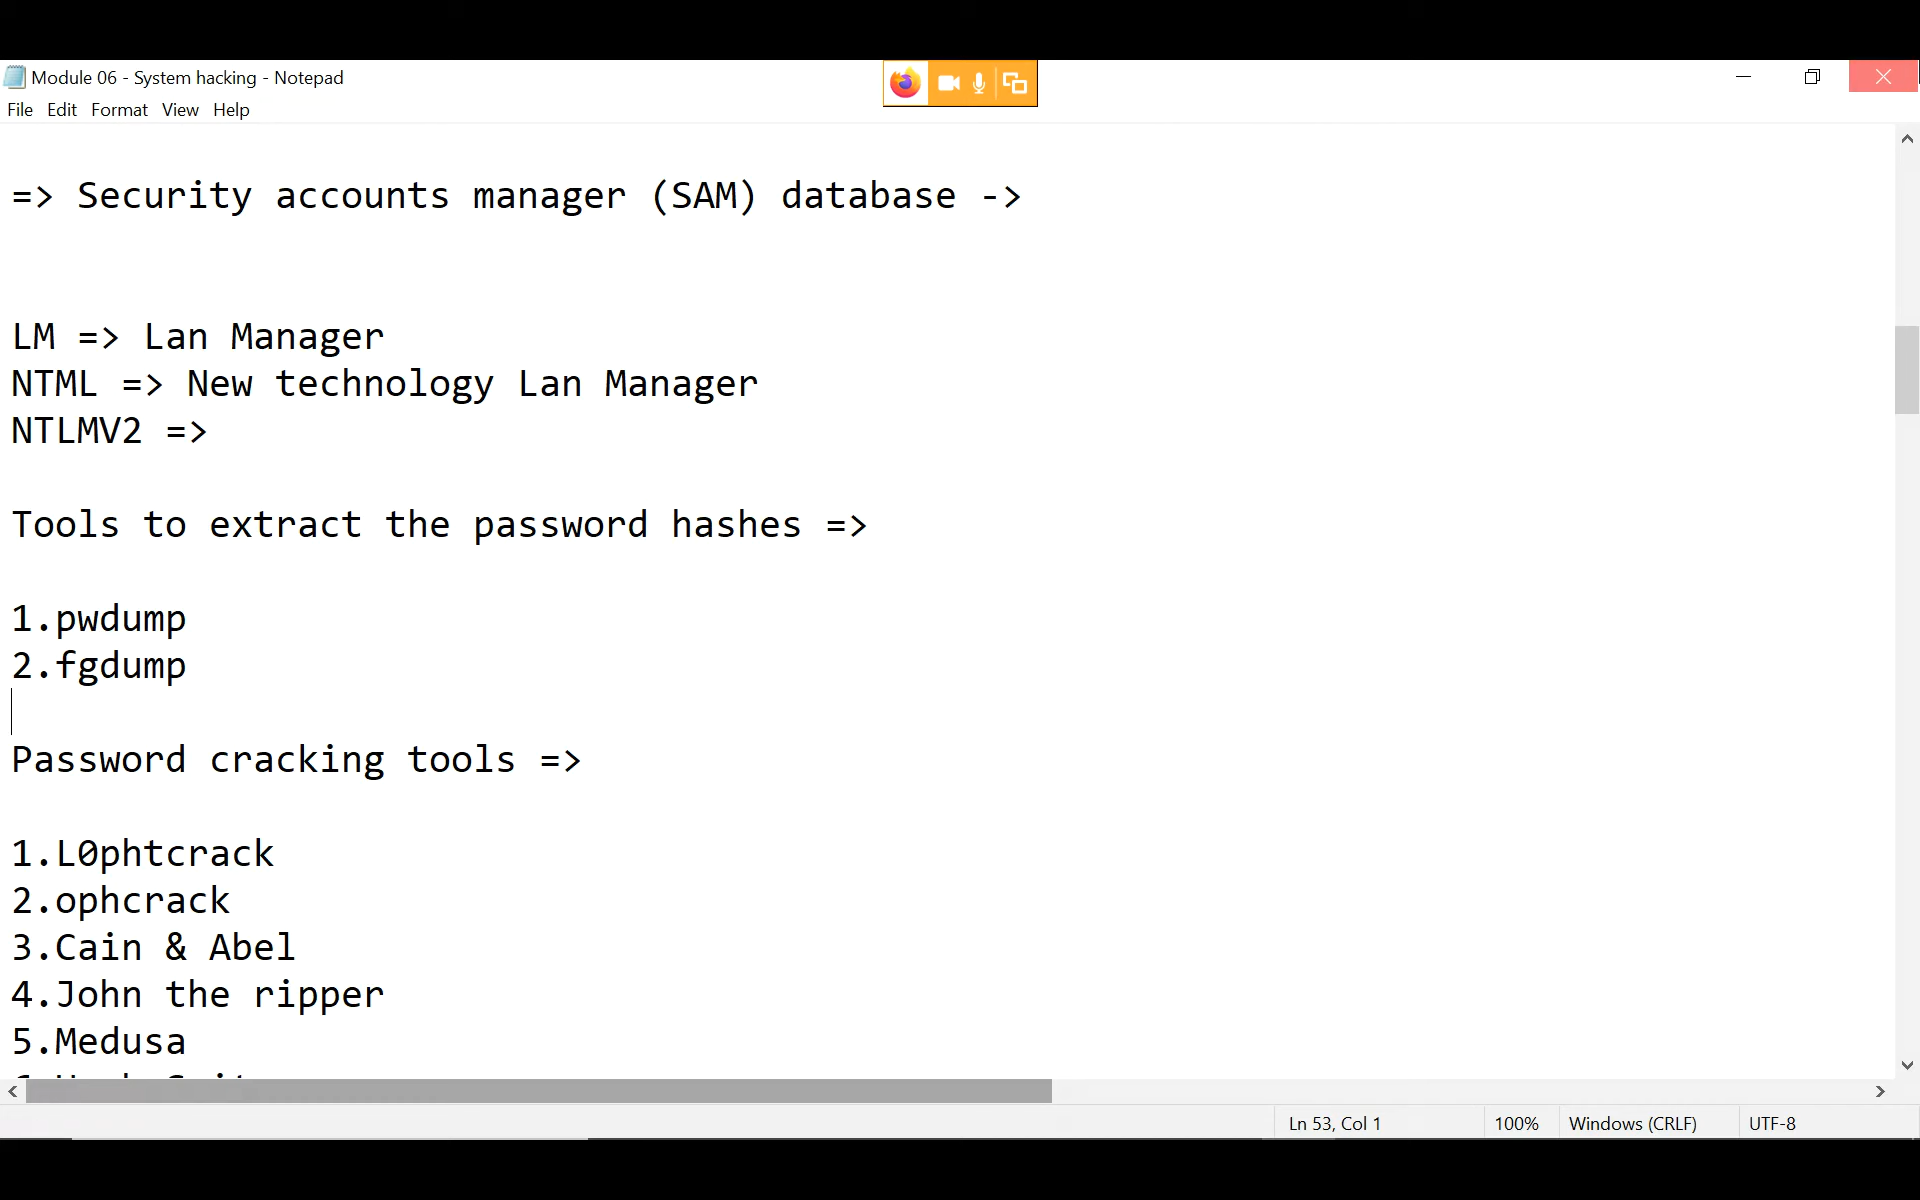 Module 06 - System hacking - Notepad
File Edit Format View Help
=> Security accounts manager (SAM) database ->
LM => Lan Manager
NTML => New technology Lan Manager
NTLMV2 =>
Tools to extract the password hashes =>
1.pwdump
2.fgdump
Password cracking tools =>
1.L0phtcrack
2.ophcrack
3.Cain & Abel
4.John the ripper
5.Medusa
Ln 53, Col 1 100% Windows (CRLF) UTF-8